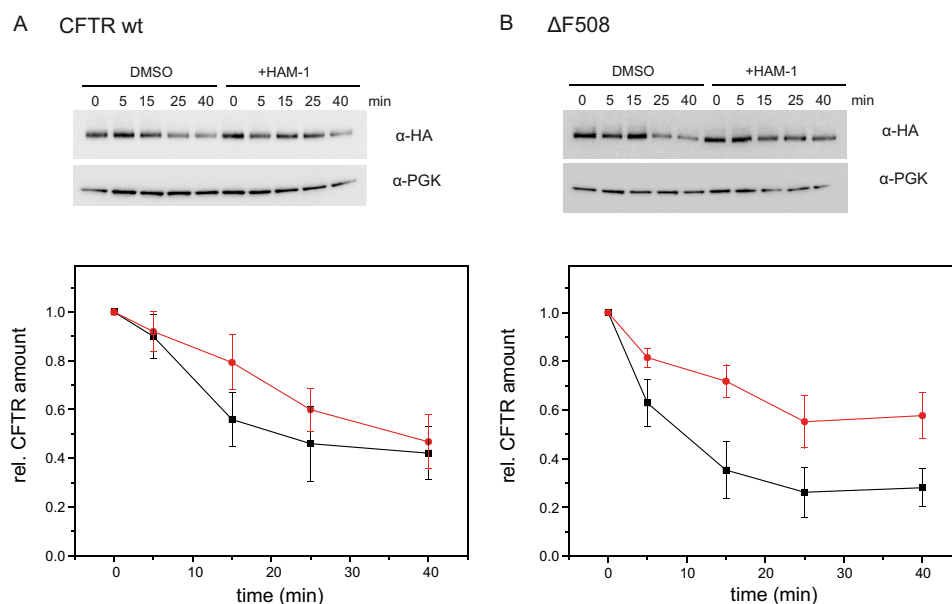 A CFTR wt
DMSO +HAM-1
0 5 15 25 40 0 5 15 25 40 min
α-HA
α-PGK
rel. CFTR amount
1.0
0.8
0.6
0.4
0.2
0.0
0 10 20 30 40
time (min)
B ΔF508
DMSO +HAM-1
0 5 15 25 40 0 5 15 25 40 min
α-HA
α-PGK
rel. CFTR amount
1.0
0.8
0.6
0.4
0.2
0.0
0 10 20 30 40
time (min)